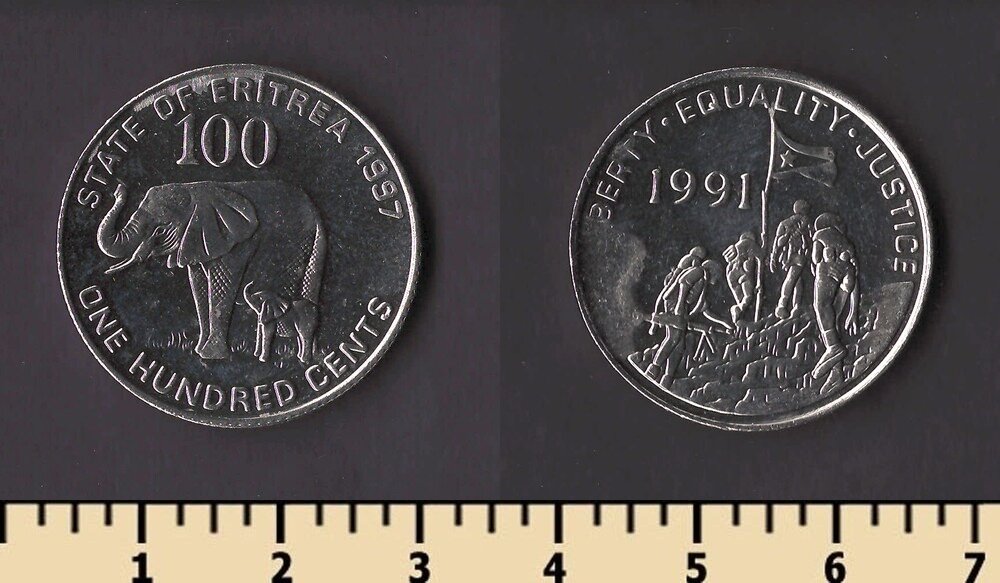 STATE OF ERITREA 1997
100
ONE HUNDRED CENTS
BERTY · EQUALITY · JUSTICE
1991
1 2 3 4 5 6 7